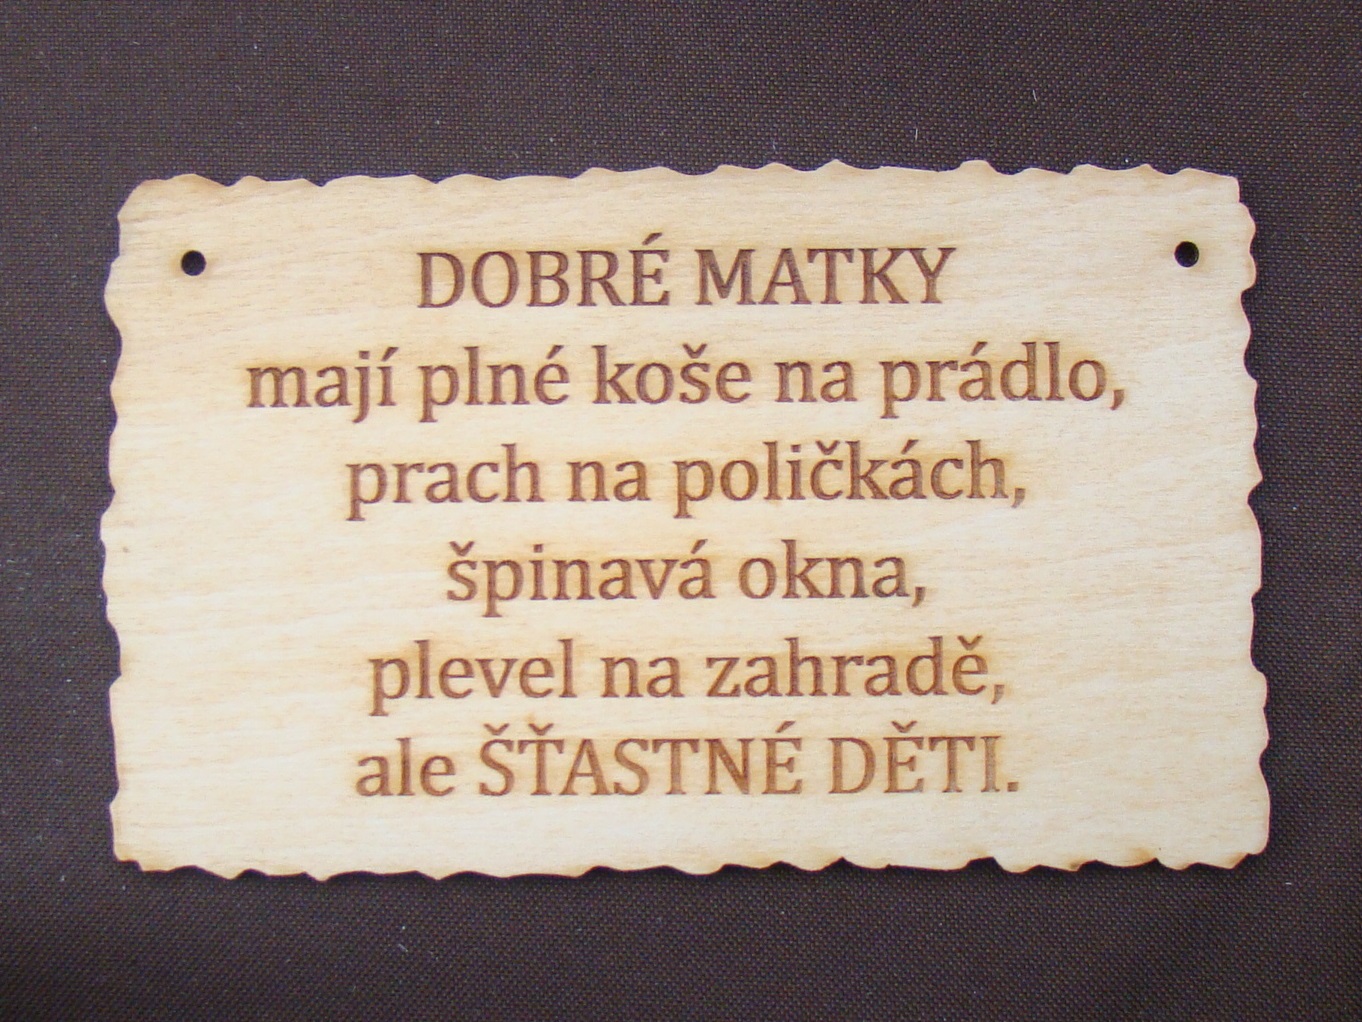 DOBRÉ MATKY
mají plné koše na prádlo,
prach na poličkách,
špinavá okna,
plevel na zahradě,
ale ŠŤASTNÉ DĚTI.